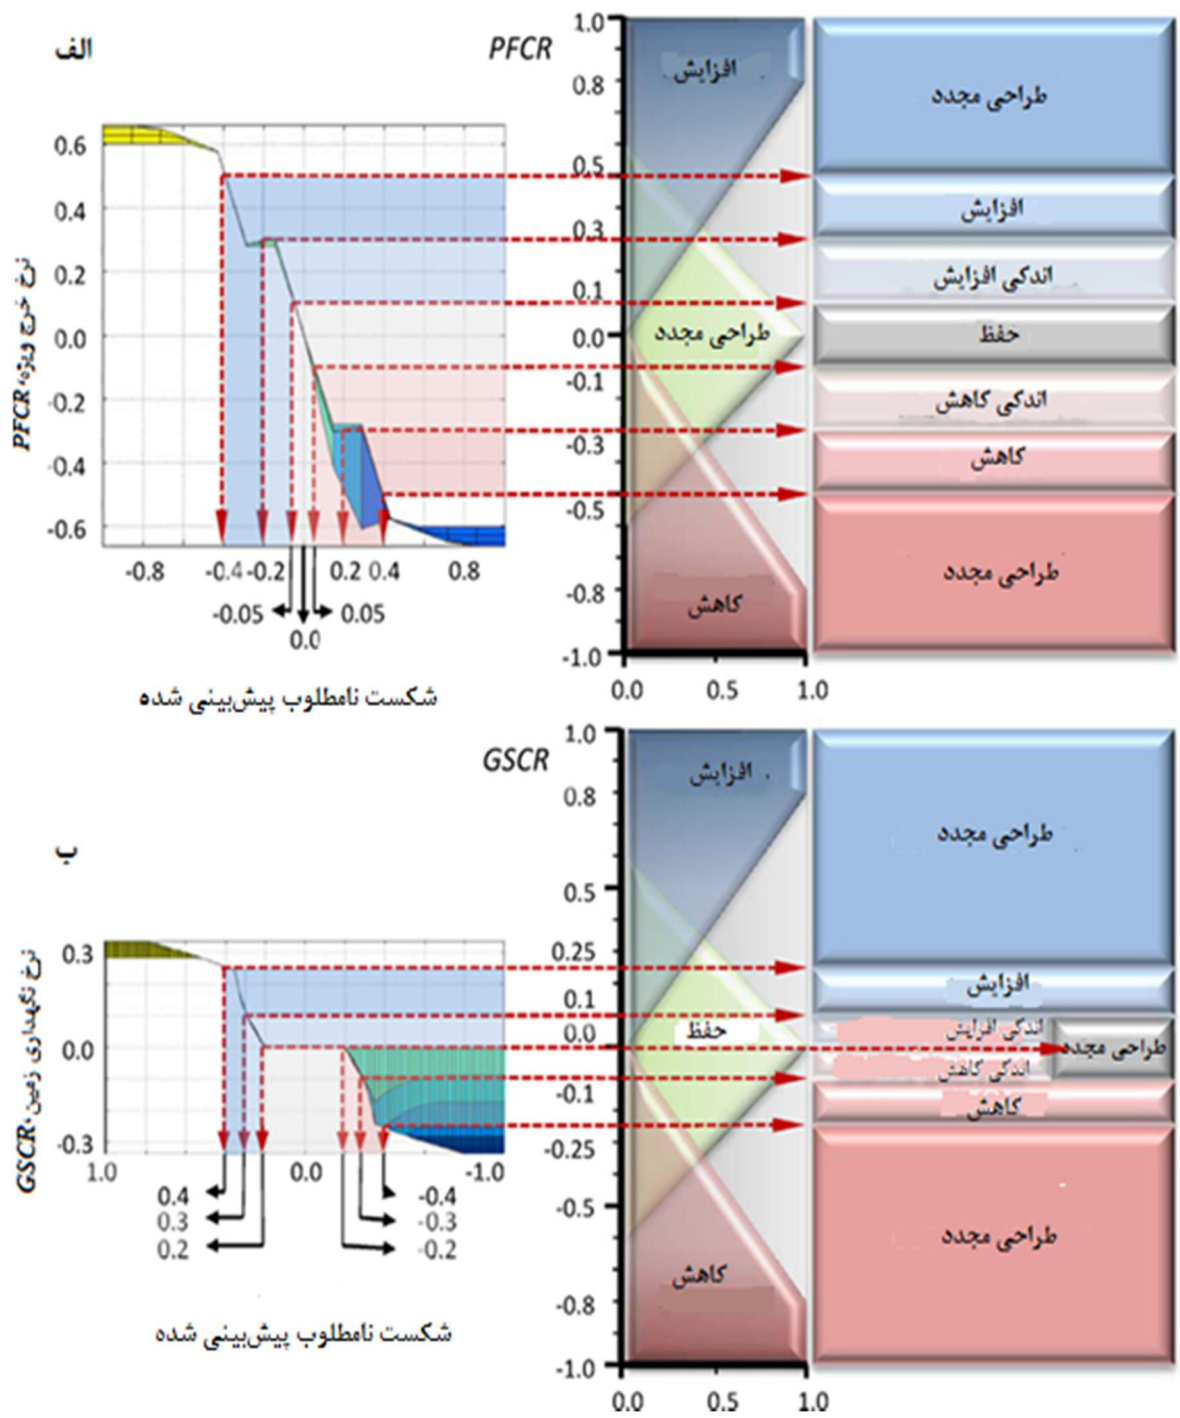 الف
PFCR
1.0
0.8
0.5
0.3
0.1
0.0
-0.1
-0.3
-0.5
-0.8
-1.0
0.0 0.5 1.0
افزایش
طراحی مجدد
کاهش
طراحی مجدد
افزایش
اندکی افزایش
حفظ
اندکی کاهش
کاهش
طراحی مجدد
نرخ خرج ویژه، PFCR
0.6
0.4
0.2
0.0
-0.2
-0.4
-0.6
-0.8 -0.4 -0.2 0.2 0.4 0.8
-0.05 0.05
0.0
شکست نامطلوب پیش‌بینی شده
ب
GSCR
1.0
0.8
0.5
0.25
0.1
0.0
-0.1
-0.25
-0.5
-0.8
-1.0
0.0 0.5 1.0
افزایش
حفظ
کاهش
طراحی مجدد
افزایش
اندکی افزایش
طراحی مجدد
اندکی کاهش
کاهش
طراحی مجدد
نرخ نگهداری زمین، GSCR
0.3
0.0
-0.3
1.0 0.0 -1.0
0.4 -0.4
0.3 -0.3
0.2 -0.2
شکست نامطلوب پیش‌بینی شده